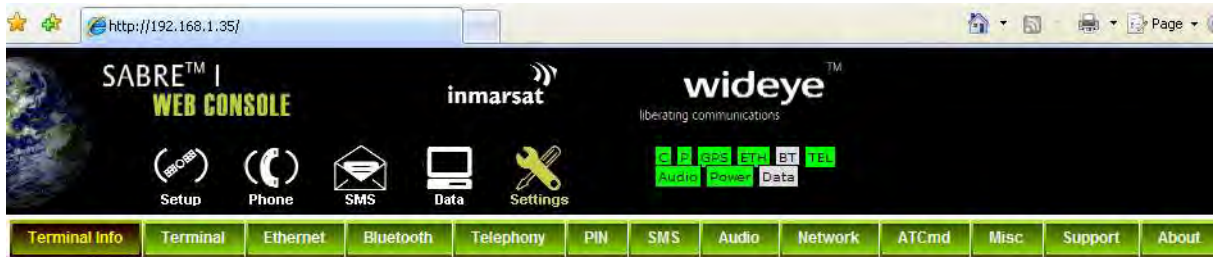 http://192.168.1.35/
Page
SABRE™ I
WEB CONSOLE
inmarsat
wideye™
liberating communications
C P GPS ETH BT TEL
Audio Power Data
Setup Phone SMS Data Settings
Terminal Info Terminal Ethernet Bluetooth Telephony PIN SMS Audio Network ATCmd Misc Support About